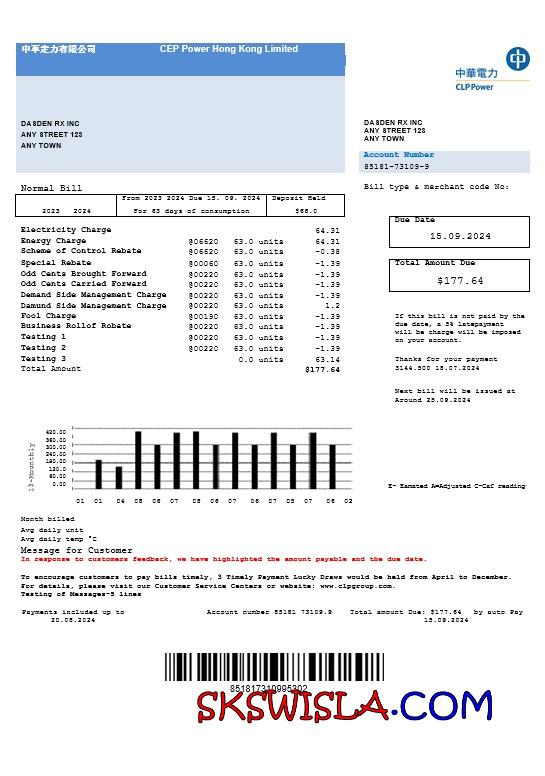 中革定力有限公司 CEP Power Hong Kong Limited
中
中華電力
CLP Power
DASDEN RX INC
ANY STREET 123
ANY TOWN
DASDEN RX INC
ANY STREET 123
ANY TOWN
Account Number
85181-73109-9
Normal Bill
Bill type & merchant code No:
From 2023 2024 Due 15. 09. 2024 Deposit Held
2023 2024 For 63 days of consumption $66.0
Due Date
15.09.2024
Electricity Charge 64.31
Energy Charge @06620 63.0 units 64.31
Scheme of Control Rebate @06620 63.0 units -0.38
Special Rebate @00060 63.0 units -1.39
Odd Cents Brought Forward @00220 63.0 units -1.39
Odd Cents Carried Forward @00220 63.0 units -1.39
Demand Side Management Charge @00220 63.0 units -1.39
Damund Side Management Charge @00220 63.0 units 1.2
Fool Charge @00190 63.0 units -1.39
Business Rollof Robate @00220 63.0 units -1.39
Testing 1 @00220 63.0 units -1.39
Testing 2 @00220 63.0 units -1.39
Testing 3 0.0 units 63.14
Total Amount $177.64
Total Amount Due
$177.64
If this bill is not paid by the
due date, a 5% latepayment
will be charge will be imposed
on your account.
Thanks for your payment
3144.500 18.07.2024
Next bill will be issued at
Around 25.09.2024
13-Mounthly
420.00
360.00
300.00
240.00
180.00
120.00
60.00
0.00
01 01 04 08 06 07 08 06 07 08 07 06 07 05 07 06 02
E- Esmated A=Adjusted C-CaC reading
Month billed
Avg daily unit
Avg daily temp °C
Message for Customer
In response to customers feedback, we have highlighted the amount payable and the due date.
To encourage customers to pay bills timely, 3 Timely Payment Lucky Draws would be held from April to December.
For details, please visit our Customer Service Centers or website: www.clpgroup.com.
Testing of Messages-5 lines
Payments included up to Account number 85181 73109.9 Total amount Due: $177.64 by auto Pay
20.08.2024 15.09.2024
851817310995302
SKSWISLA.COM